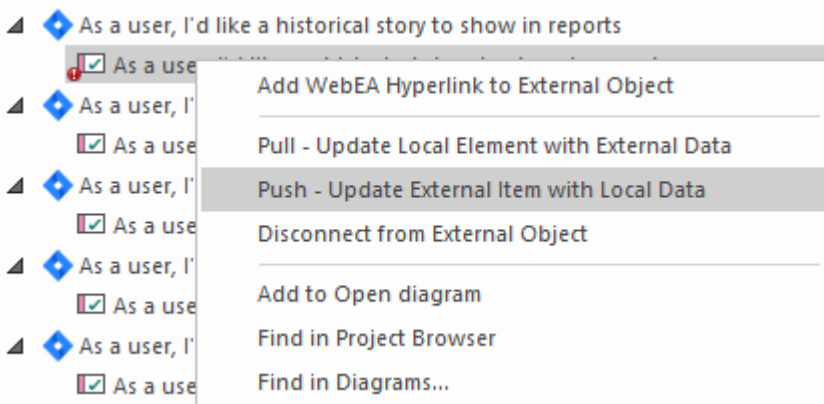 As a user, I'd like a historical story to show in reports
As a use
Add WebEA Hyperlink to External Object
As a user, I'
As a use
Pull - Update Local Element with External Data
As a user, I'
Push - Update External Item with Local Data
As a use
Disconnect from External Object
As a user, I'
Add to Open diagram
As a use
Find in Project Browser
As a user, I'
As a use
Find in Diagrams...